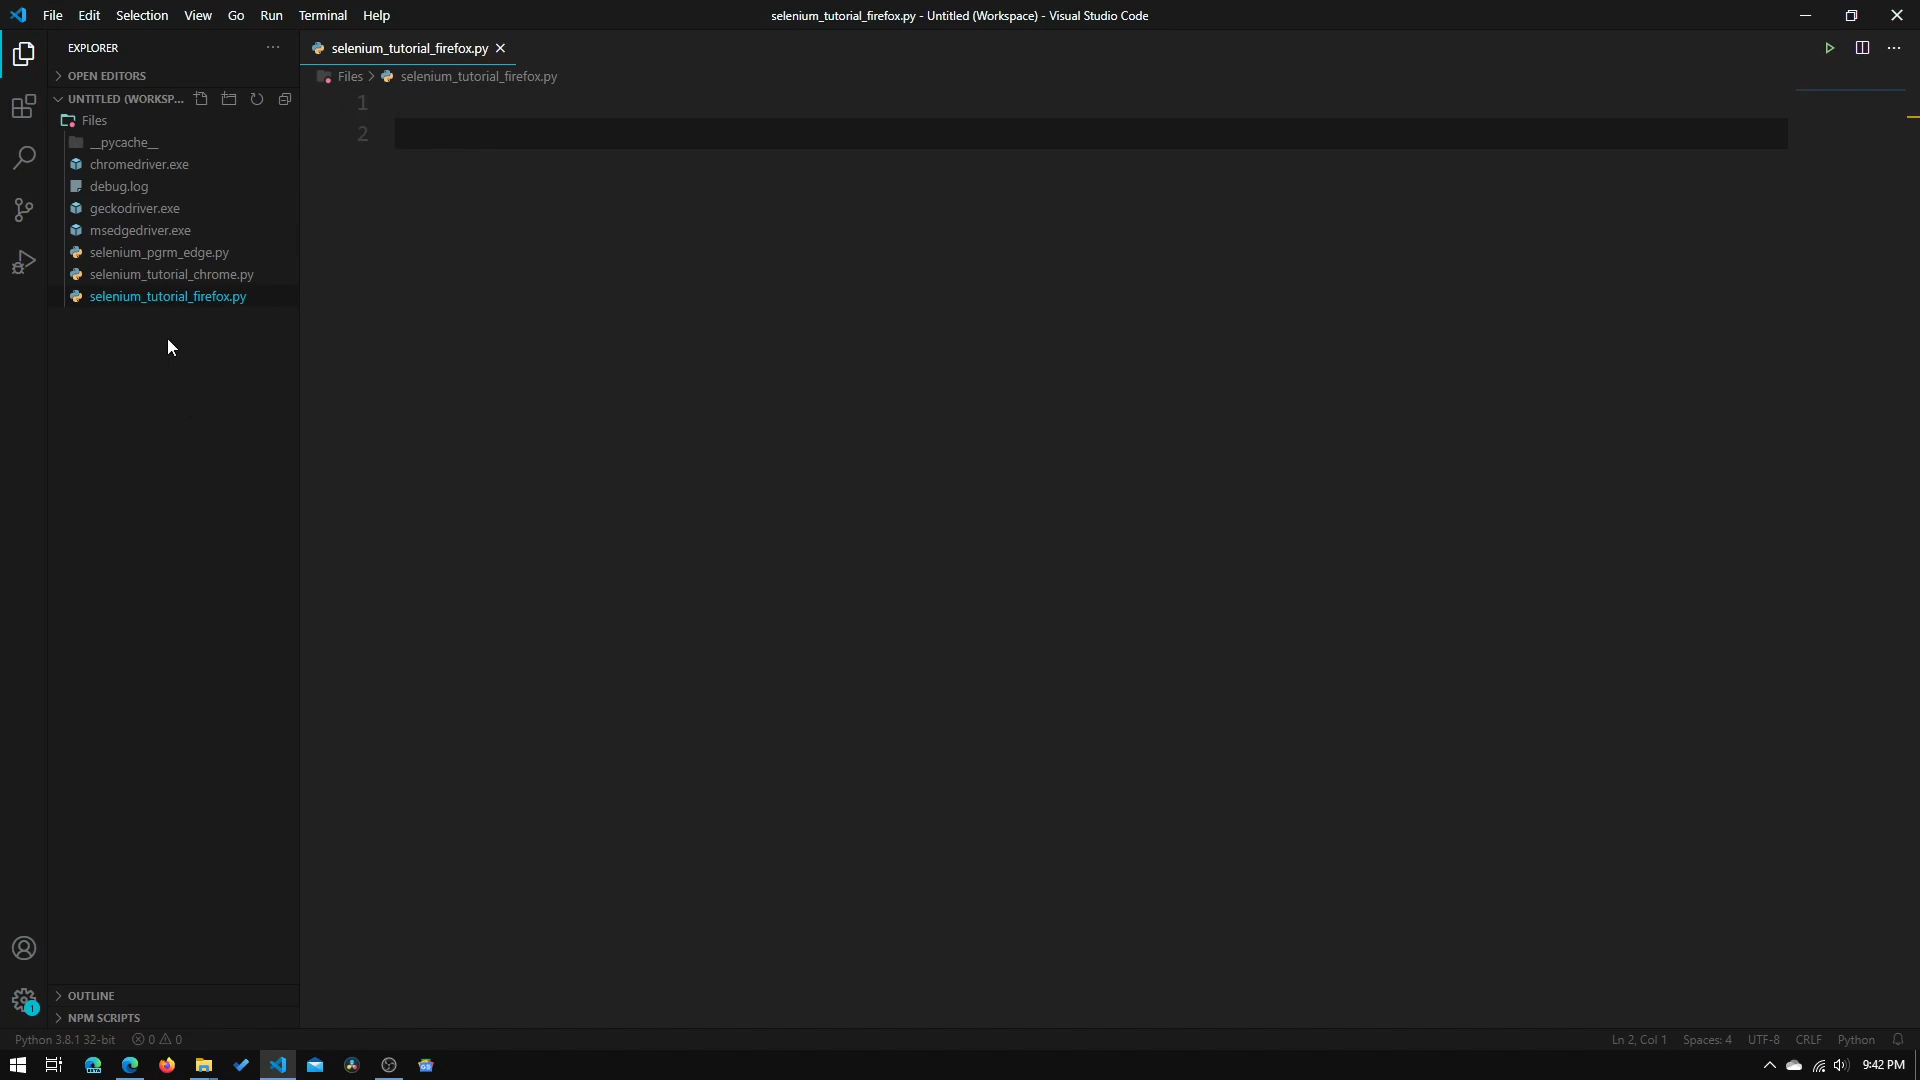 File Edit Selection View Go Run Terminal Help
selenium_tutorial_firefox.py - Untitled (Workspace) - Visual Studio Code
EXPLORER
OPEN EDITORS
UNTITLED (WORKSP...
Files
__pycache__
chromedriver.exe
debug.log
geckodriver.exe
msedgedriver.exe
selenium_pgrm_edge.py
selenium_tutorial_chrome.py
selenium_tutorial_firefox.py
OUTLINE
NPM SCRIPTS
selenium_tutorial_firefox.py
Files > selenium_tutorial_firefox.py
1
2
1
Python 3.8.1 32-bit 0 0
Ln 2, Col 1 Spaces: 4 UTF-8 CRLF Python
BETA
9:42 PM